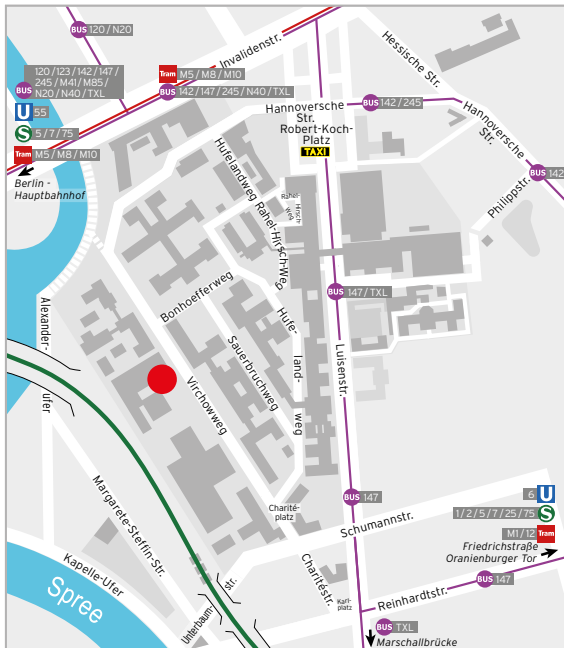 BUS 120 / N20
Invalidenstr.
Hessische Str.
120 / 123 / 142 / 147 /
BUS 245 / M41 / M85 /
N20 / N40 / TXL
Tram M5 / M8 / M10
BUS 142 / 147 / 245 / N40 / TXL
U 55
S 5 / 7 / 75
Tram M5 / M8 / M10
Berlin -
Hauptbahnhof
Hannoversche
Str.
Robert-Koch-
Platz
TAXI
BUS 142 / 245
Hannoversche
Str.
BUS 142
Philippstr.
Hufelandweg
Rahel-Hirsch-Weg
Rahel-
Hirsch-
weg
Bonhoefferweg
BUS 147 / TXL
Alexander-
ufer
Sauerbruchweg
Hufe-
land-
weg
Virchowweg
Luisenstr.
Margarete-Steffin-Str.
Charité-
platz
BUS 147
Schumannstr.
6 U
1 / 2 / 5 / 7 / 25 / 75 S
M1 / 12 Tram
Friedrichstraße
Oranienburger Tor
Kapelle-Ufer
Spree
Unterbaum-
str.
Charitéstr.
Karl-
platz
Reinhardtstr.
BUS 147
BUS TXL
Marschallbrücke